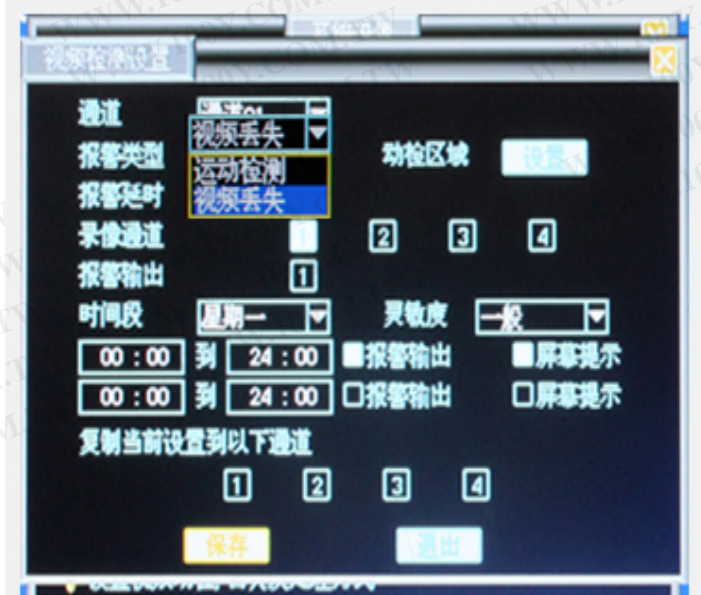 视频检测设置
通道 通道01
视频丢失
报警类型 运动检测 动检区域 设置
报警延时 视频丢失
录像通道 1 2 3 4
报警输出 1
时间段 星期一 灵敏度 一般
00：00 到 24：00 报警输出 屏幕提示
00：00 到 24：00 报警输出 屏幕提示
复制当前设置到以下通道
1 2 3 4
保存 退出